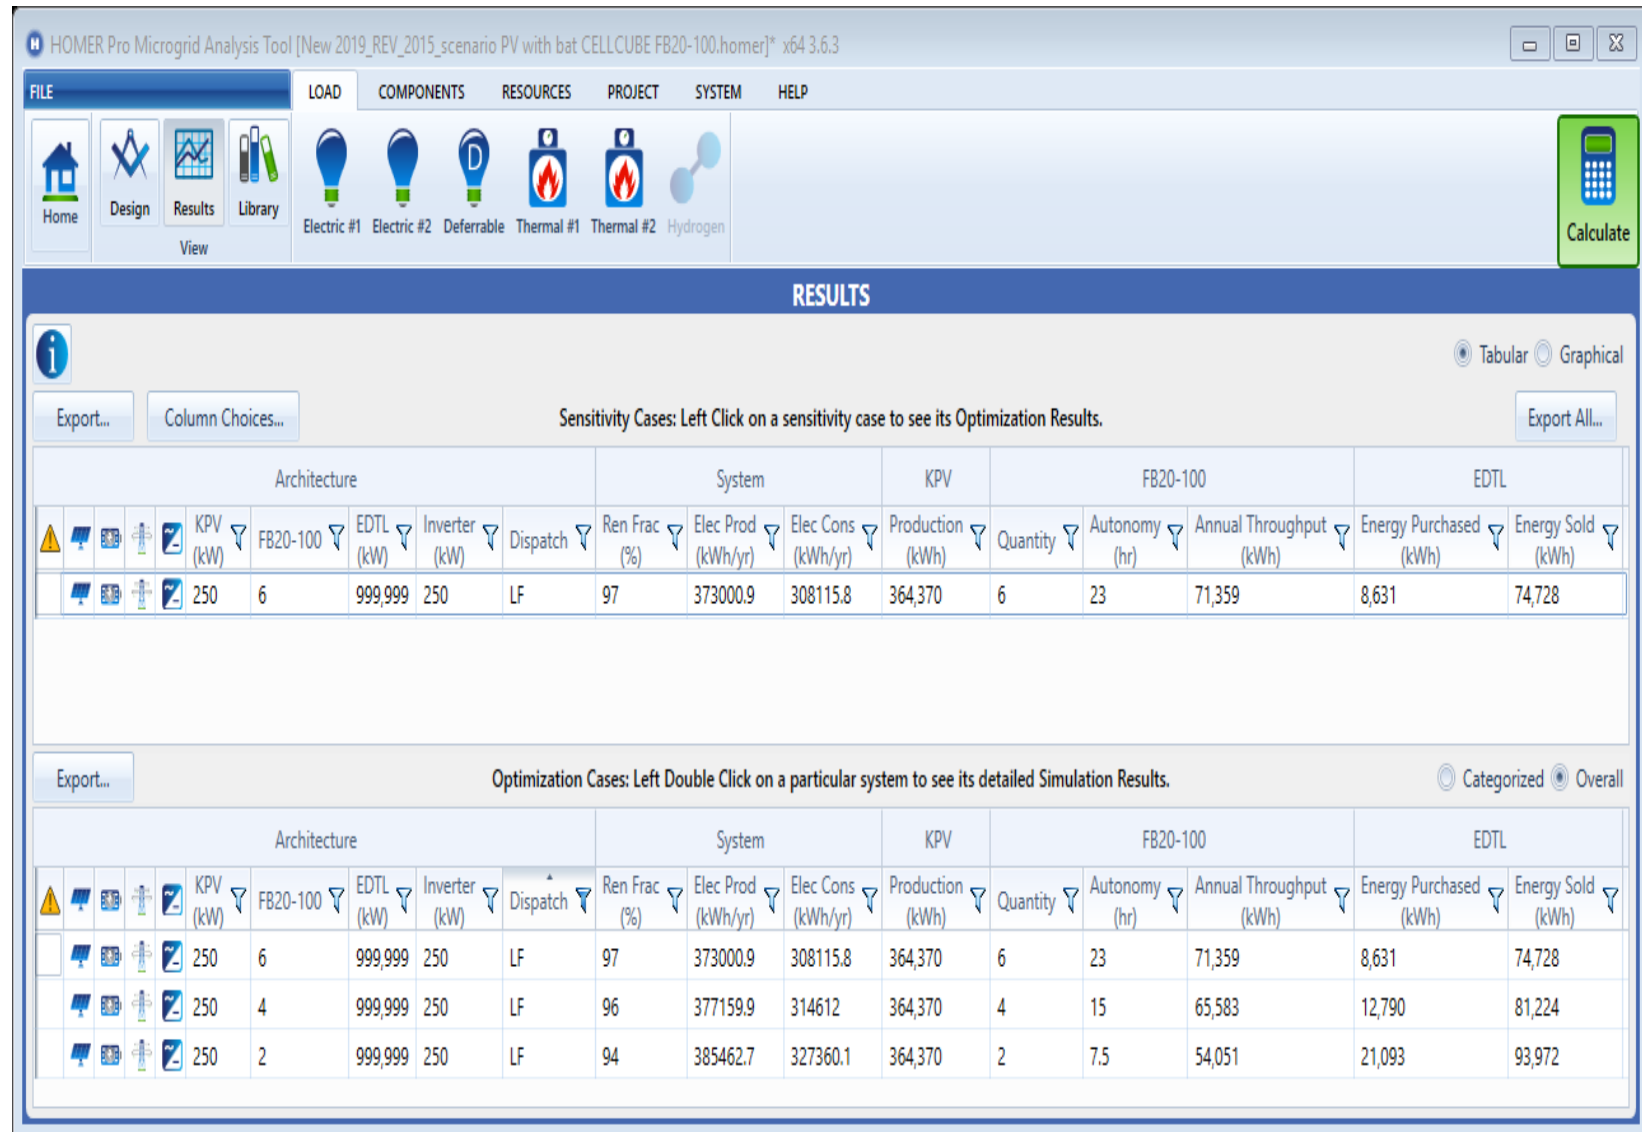 HOMER Pro Microgrid Analysis Tool [New 2019_REV_2015_scenario PV with bat CELLCUBE FB20-100.homer]* x64 3.6.3
FILE LOAD COMPONENTS RESOURCES PROJECT SYSTEM HELP
Home Design Results Library Electric #1 Electric #2 Deferrable Thermal #1 Thermal #2 Hydrogen
View
Calculate
RESULTS
Tabular Graphical
Export... Column Choices... Sensitivity Cases: Left Click on a sensitivity case to see its Optimization Results. Export All...
Architecture System KPV FB20-100 EDTL
KPV (kW) FB20-100 EDTL (kW) Inverter (kW) Dispatch Ren Frac (%) Elec Prod (kWh/yr) Elec Cons (kWh/yr) Production (kWh) Quantity Autonomy (hr) Annual Throughput (kWh) Energy Purchased (kWh) Energy Sold (kWh)
250 6 999,999 250 LF 97 373000.9 308115.8 364,370 6 23 71,359 8,631 74,728
Export... Optimization Cases: Left Double Click on a particular system to see its detailed Simulation Results. Categorized Overall
Architecture System KPV FB20-100 EDTL
KPV (kW) FB20-100 EDTL (kW) Inverter (kW) Dispatch Ren Frac (%) Elec Prod (kWh/yr) Elec Cons (kWh/yr) Production (kWh) Quantity Autonomy (hr) Annual Throughput (kWh) Energy Purchased (kWh) Energy Sold (kWh)
250 6 999,999 250 LF 97 373000.9 308115.8 364,370 6 23 71,359 8,631 74,728
250 4 999,999 250 LF 96 377159.9 314612 364,370 4 15 65,583 12,790 81,224
250 2 999,999 250 LF 94 385462.7 327360.1 364,370 2 7.5 54,051 21,093 93,972